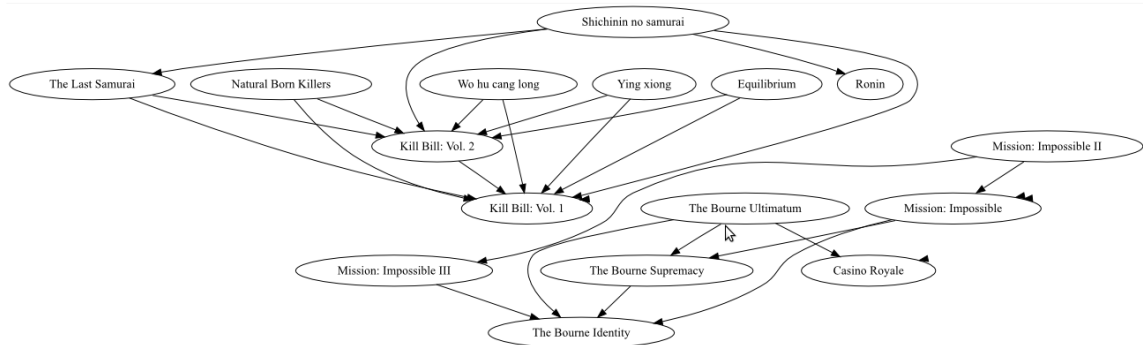 Shichinin no samurai
The Last Samurai
Natural Born Killers
Wo hu cang long
Ying xiong
Equilibrium
Ronin
Kill Bill: Vol. 2
Mission: Impossible II
Kill Bill: Vol. 1
The Bourne Ultimatum
Mission: Impossible
Mission: Impossible III
The Bourne Supremacy
Casino Royale
The Bourne Identity